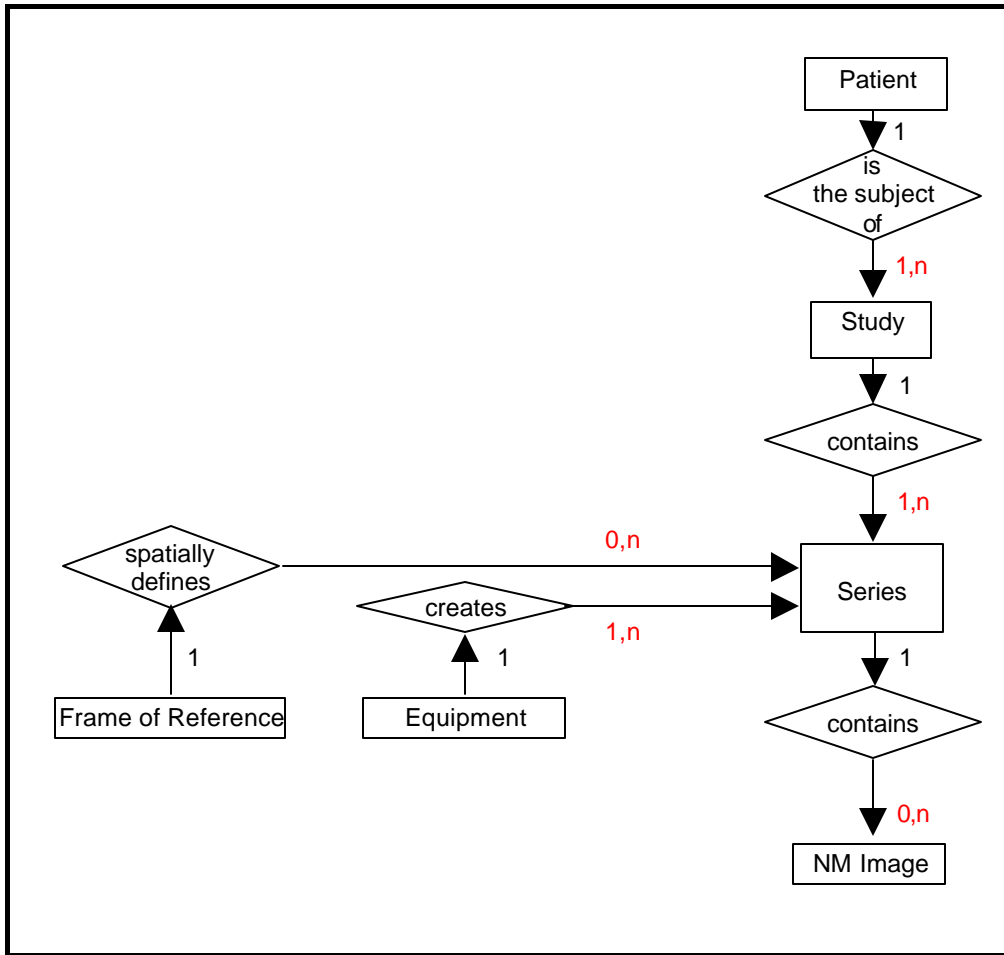 Patient
1
is
the subject
of
1,n
Study
1
contains
1,n
spatially
defines
0,n
creates
1,n
Series
1
1
1
Frame of Reference
Equipment
contains
0,n
NM Image